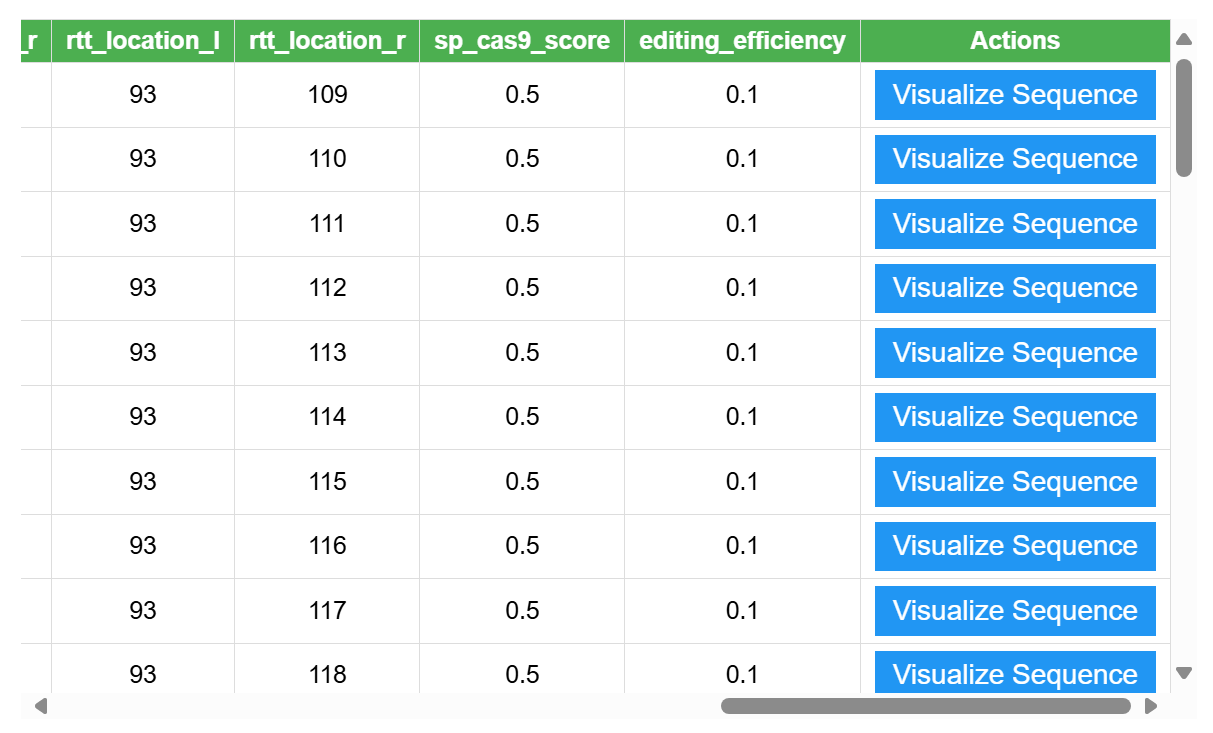 _r rtt_location_l rtt_location_r sp_cas9_score editing_efficiency Actions
93 109 0.5 0.1 Visualize Sequence
93 110 0.5 0.1 Visualize Sequence
93 111 0.5 0.1 Visualize Sequence
93 112 0.5 0.1 Visualize Sequence
93 113 0.5 0.1 Visualize Sequence
93 114 0.5 0.1 Visualize Sequence
93 115 0.5 0.1 Visualize Sequence
93 116 0.5 0.1 Visualize Sequence
93 117 0.5 0.1 Visualize Sequence
93 118 0.5 0.1 Visualize Sequence